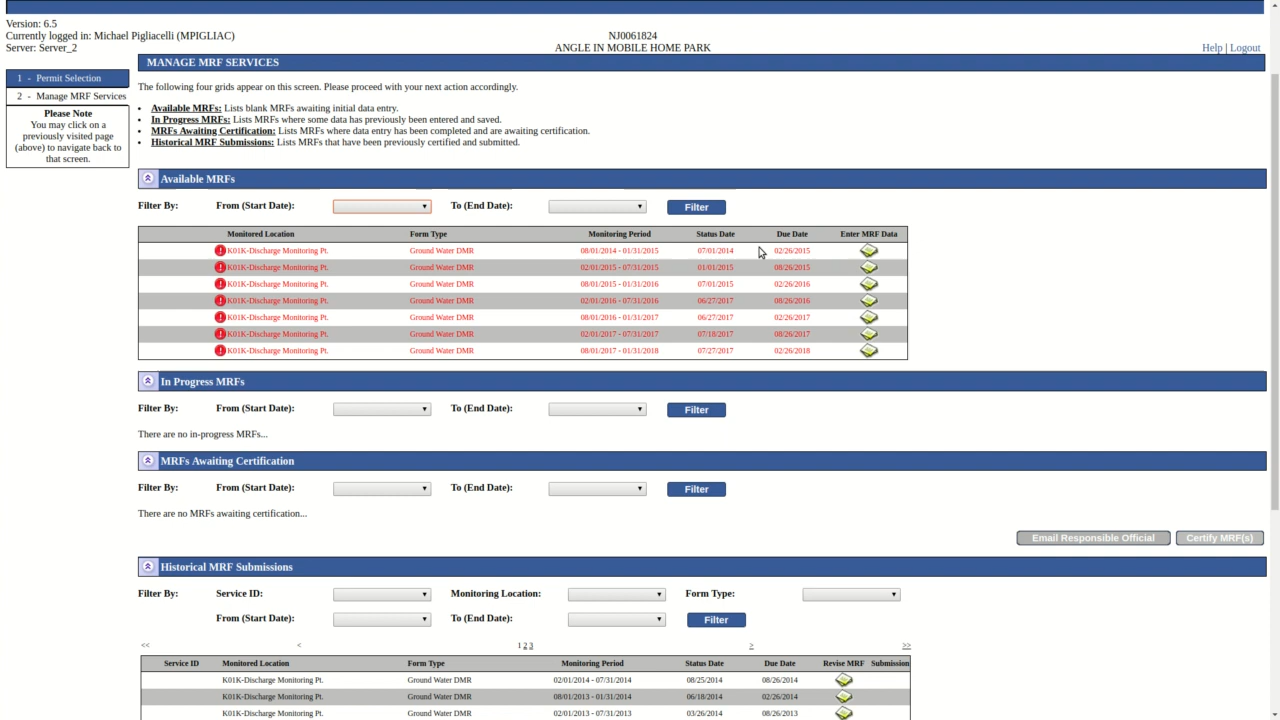 Version: 6.5
Currently logged in: Michael Pigliacelli (MPIGLIAC)
NJ0061824
Server: Server_2
ANGLE IN MOBILE HOME PARK
Help | Logout
1 - Permit Selection
2 - Manage MRF Services
Please Note
You may click on a
previously visited page
(above) to navigate back to
that screen.
MANAGE MRF SERVICES
The following four grids appear on this screen. Please proceed with your next action accordingly.
• Available MRFs: Lists blank MRFs awaiting initial data entry.
• In Progress MRFs: Lists MRFs where some data has previously been entered and saved.
• MRFs Awaiting Certification: Lists MRFs where data entry has been completed and are awaiting certification.
• Historical MRF Submissions: Lists MRFs that have been previously certified and submitted.
Available MRFs
Filter By: From (Start Date): To (End Date): Filter
Monitored Location Form Type Monitoring Period Status Date Due Date Enter MRF Data
K01K-Discharge Monitoring Pt. Ground Water DMR 08/01/2014 - 01/31/2015 07/01/2014 02/26/2015
K01K-Discharge Monitoring Pt. Ground Water DMR 02/01/2015 - 07/31/2015 01/01/2015 08/26/2015
K01K-Discharge Monitoring Pt. Ground Water DMR 08/01/2015 - 01/31/2016 07/01/2015 02/26/2016
K01K-Discharge Monitoring Pt. Ground Water DMR 02/01/2016 - 07/31/2016 06/27/2017 08/26/2016
K01K-Discharge Monitoring Pt. Ground Water DMR 08/01/2016 - 01/31/2017 06/27/2017 02/26/2017
K01K-Discharge Monitoring Pt. Ground Water DMR 02/01/2017 - 07/31/2017 07/18/2017 08/26/2017
K01K-Discharge Monitoring Pt. Ground Water DMR 08/01/2017 - 01/31/2018 07/27/2017 02/26/2018
In Progress MRFs
Filter By: From (Start Date): To (End Date): Filter
There are no in-progress MRFs...
MRFs Awaiting Certification
Filter By: From (Start Date): To (End Date): Filter
There are no MRFs awaiting certification...
Email Responsible Official Certify MRF(s)
Historical MRF Submissions
Filter By: Service ID: Monitoring Location: Form Type:
From (Start Date): To (End Date): Filter
<< < 1 2 3 > >>
Service ID Monitored Location Form Type Monitoring Period Status Date Due Date Revise MRF Submission
K01K-Discharge Monitoring Pt. Ground Water DMR 02/01/2014 - 07/31/2014 08/25/2014 08/26/2014
K01K-Discharge Monitoring Pt. Ground Water DMR 08/01/2013 - 01/31/2014 06/18/2014 02/26/2014
K01K-Discharge Monitoring Pt. Ground Water DMR 02/01/2013 - 07/31/2013 03/26/2014 08/26/2013